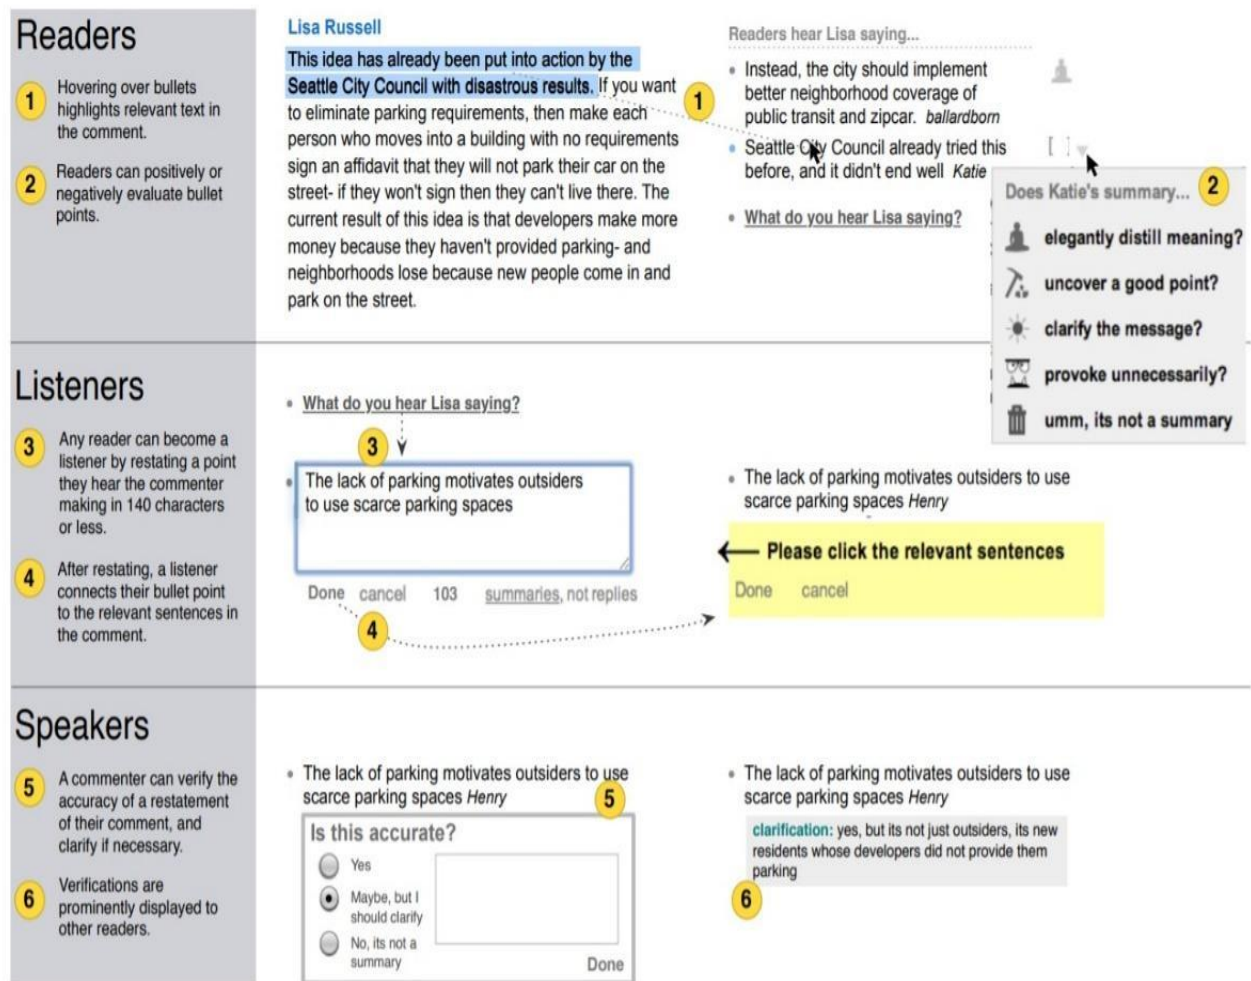 Readers
1
Hovering over bullets
highlights relevant text in
the comment.
2
Readers can positively or
negatively evaluate bullet
points.
Lisa Russell
This idea has already been put into action by the
Seattle City Council with disastrous results. If you want
to eliminate parking requirements, then make each
person who moves into a building with no requirements
sign an affidavit that they will not park their car on the
street- if they won't sign then they can't live there. The
current result of this idea is that developers make more
money because they haven't provided parking- and
neighborhoods lose because new people come in and
park on the street.
1
Readers hear Lisa saying...
• Instead, the city should implement
better neighborhood coverage of
public transit and zipcar. ballardborn
• Seattle City Council already tried this
before, and it didn't end well Katie
[ ]
• What do you hear Lisa saying?
Does Katie's summary...
2
elegantly distill meaning?
uncover a good point?
clarify the message?
provoke unnecessarily?
umm, its not a summary
Listeners
3
Any reader can become a
listener by restating a point
they hear the commenter
making in 140 characters
or less.
4
After restating, a listener
connects their bullet point
to the relevant sentences in
the comment.
• What do you hear Lisa saying?
3
• The lack of parking motivates outsiders
to use scarce parking spaces
Done cancel 103 summaries, not replies
4
• The lack of parking motivates outsiders to use
scarce parking spaces Henry
← Please click the relevant sentences
Done cancel
Speakers
5
A commenter can verify the
accuracy of a restatement
of their comment, and
clarify if necessary.
6
Verifications are
prominently displayed to
other readers.
• The lack of parking motivates outsiders to use
scarce parking spaces Henry
5
Is this accurate?
Yes
Maybe, but I
should clarify
No, its not a
summary
Done
• The lack of parking motivates outsiders to use
scarce parking spaces Henry
clarification: yes, but its not just outsiders, its new
residents whose developers did not provide them
parking
6